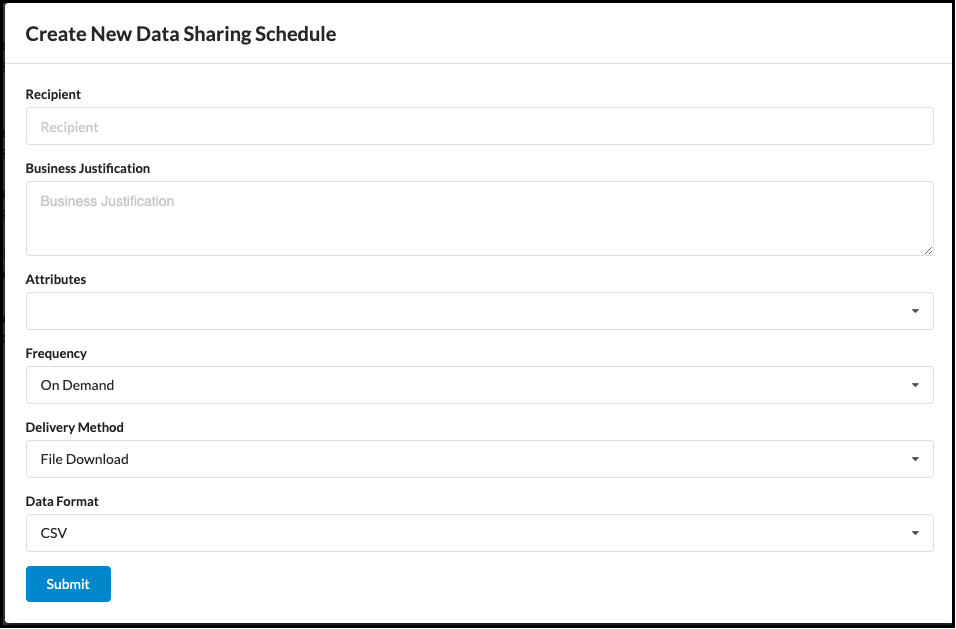 Create New Data Sharing Schedule
Recipient
Recipient
Business Justification
Business Justification
Attributes
Frequency
On Demand
Delivery Method
File Download
Data Format
CSV
Submit